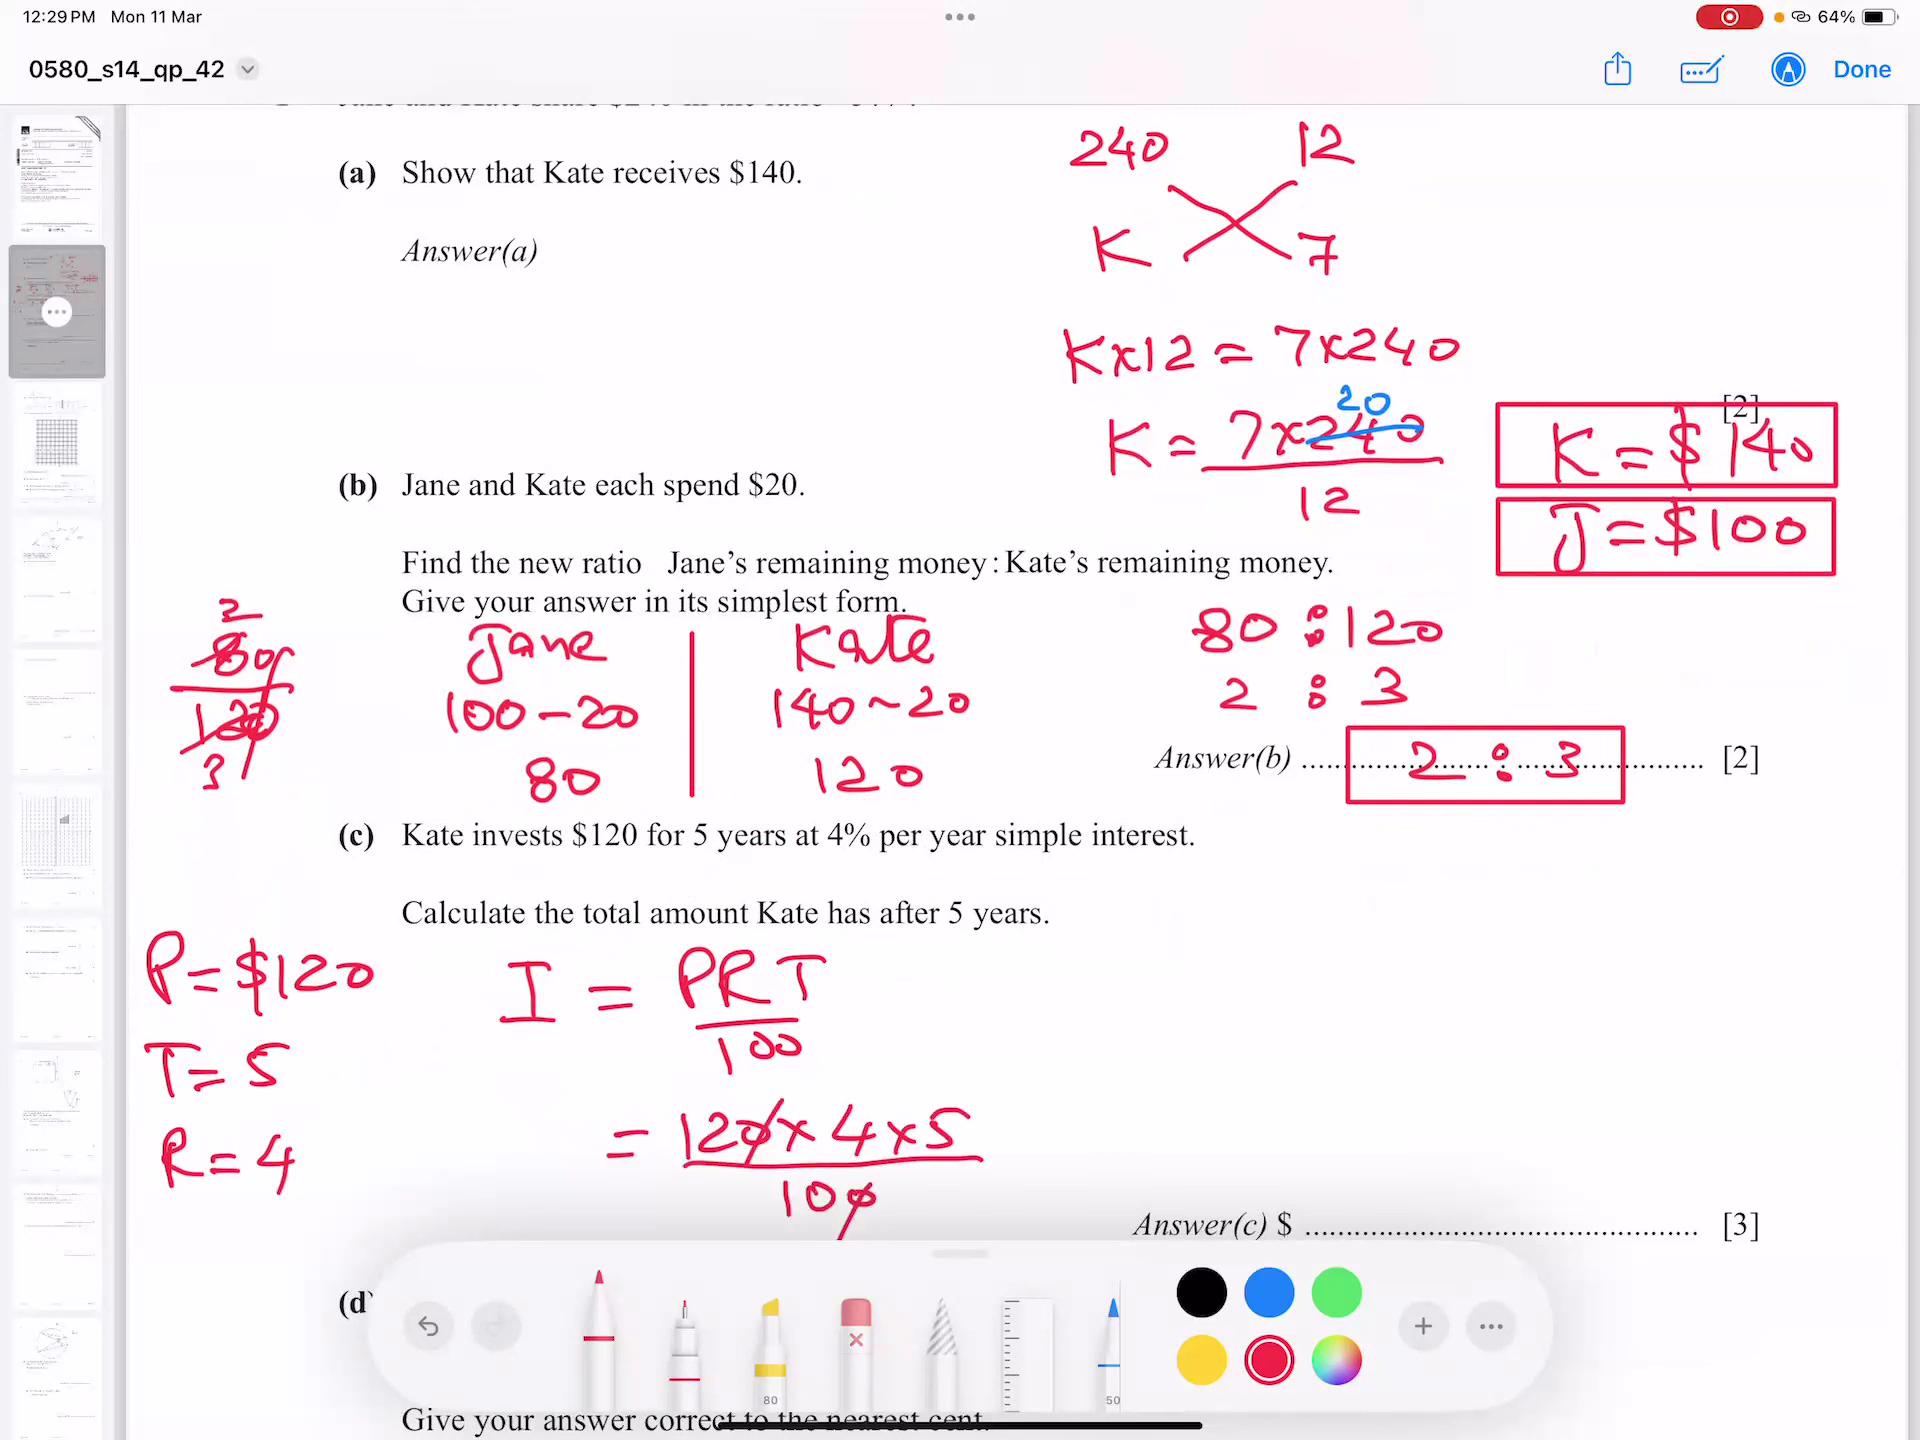 12:29 PM Mon 11 Mar
64%
0580_s14_qp_42
Done
(a) Show that Kate receives $140.
Answer(a)
240 12
K 7
K×12 = 7×240
20
K = 7×240
12
[2]
K = $140
J = $100
(b) Jane and Kate each spend $20.
Find the new ratio Jane's remaining money : Kate's remaining money.
Give your answer in its simplest form.
2
80
120
3
Jane Kate
100 - 20 140 ~ 20
80 120
80 : 120
2 : 3
Answer(b) ........................ 2 : 3 ........................ [2]
(c) Kate invests $120 for 5 years at 4% per year simple interest.
Calculate the total amount Kate has after 5 years.
P = $120
T = 5
R = 4
I = PRT
100
= 120 × 4 × 5
100
Answer(c) $ ................................................ [3]
(d)
80
50
Give your answer correct to the nearest cent.